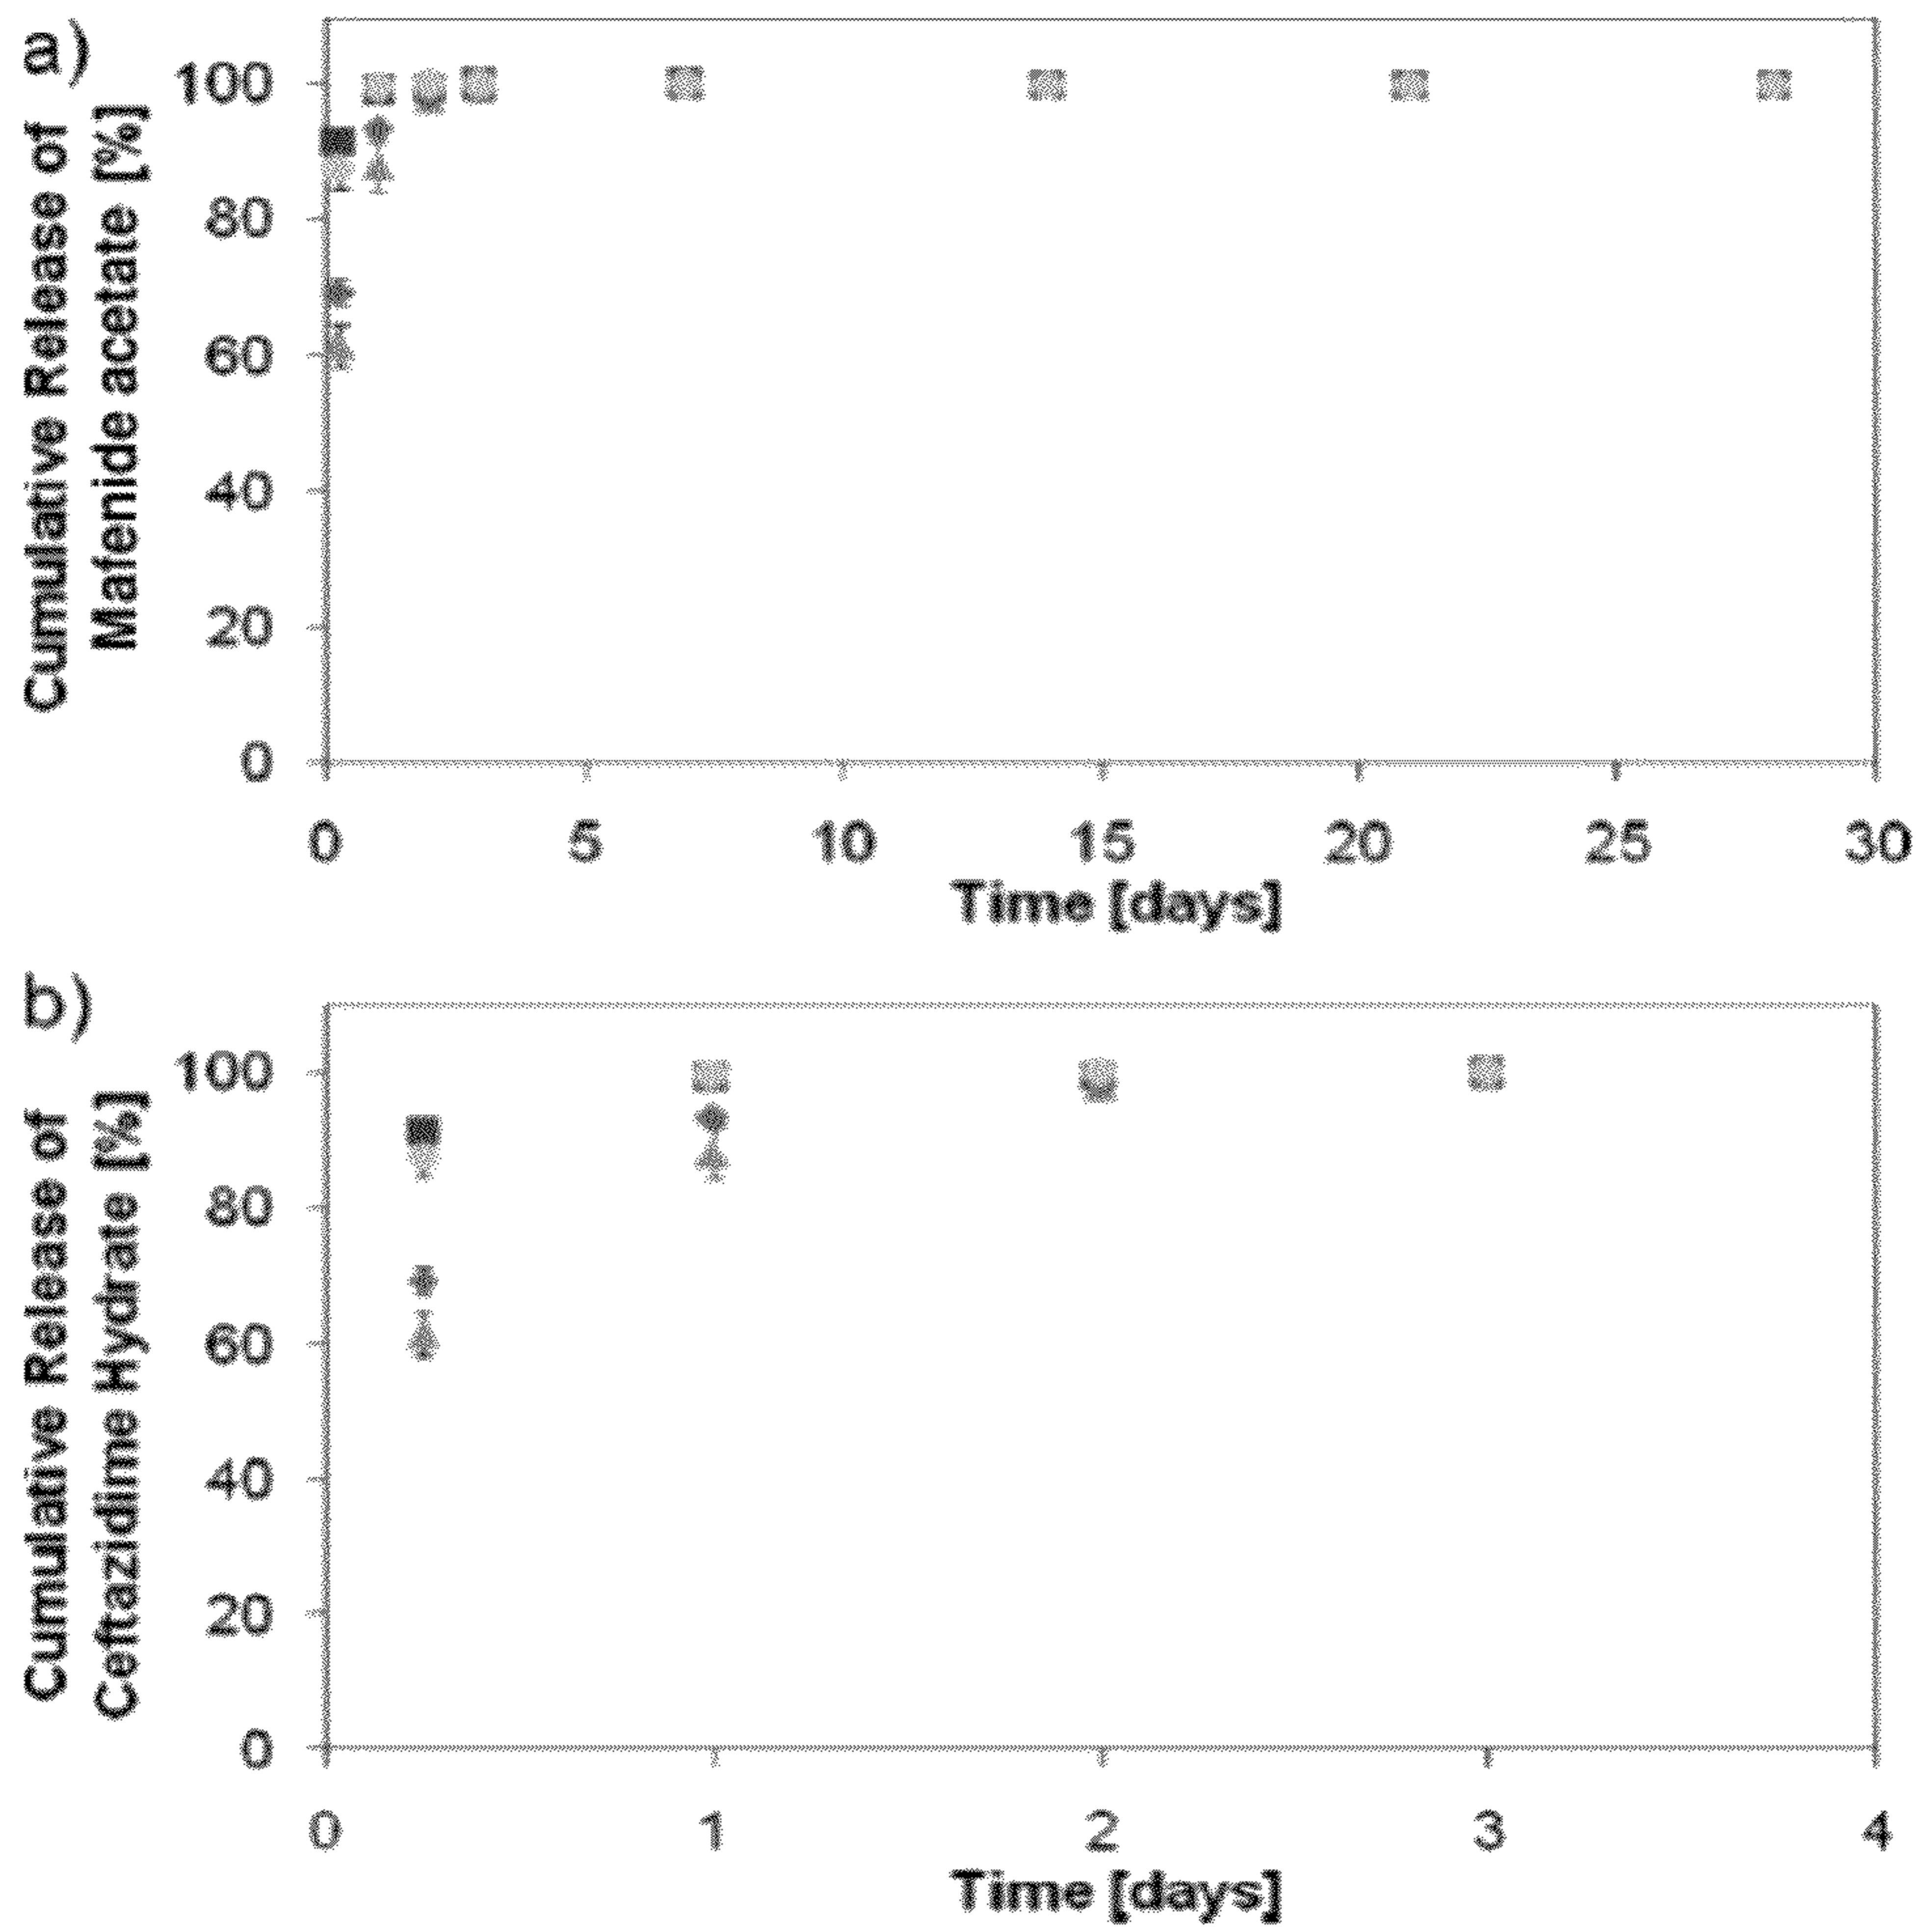 a)
Cumulative Release of
Mafenide acetate [%]
100
80
60
40
20
0
0 5 10 15 20 25 30
Time [days]
b)
Cumulative Release of
Ceftazidime Hydrate [%]
100
80
60
40
20
0
0 1 2 3 4
Time [days]